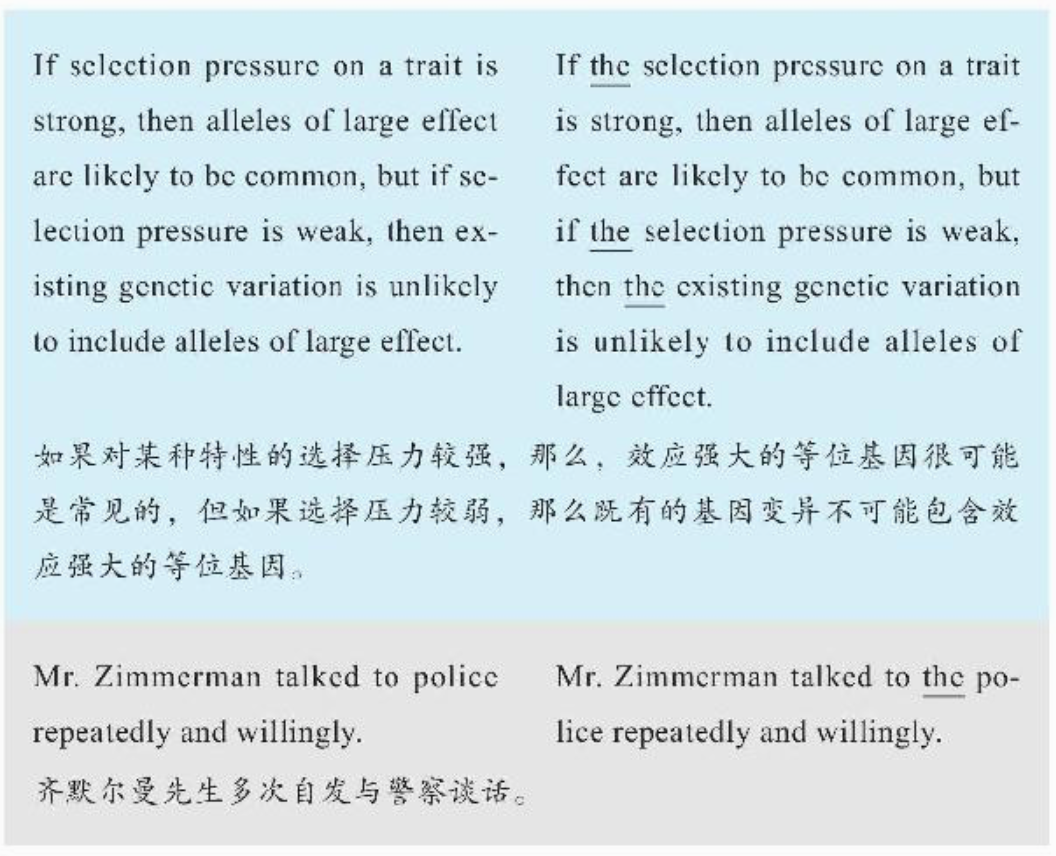 If selection pressure on a trait is
strong, then alleles of large effect
are likely to be common, but if se-
lection pressure is weak, then ex-
isting genetic variation is unlikely
to include alleles of large effect.
If the selection pressure on a trait
is strong, then alleles of large ef-
fect are likely to be common, but
if the selection pressure is weak,
then the existing genetic variation
is unlikely to include alleles of
large effect.
如果对某种特性的选择压力较强，那么，效应强大的等位基因很可能
是常见的，但如果选择压力较弱，那么既有的基因变异不可能包含效
应强大的等位基因。
Mr. Zimmerman talked to police
repeatedly and willingly.
Mr. Zimmerman talked to the po-
lice repeatedly and willingly.
齐默尔曼先生多次自发与警察谈话。